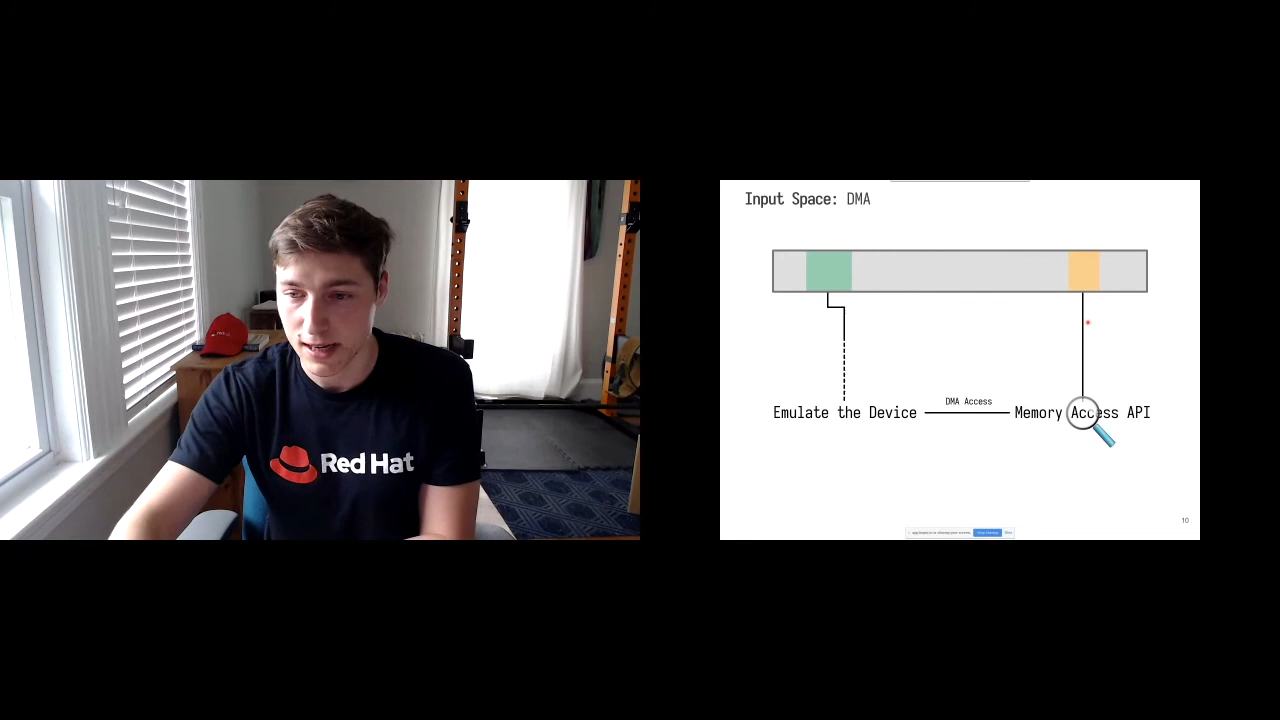 Red Hat
Input Space: DMA
DMA Access
Emulate the Device
Memory Access API
10